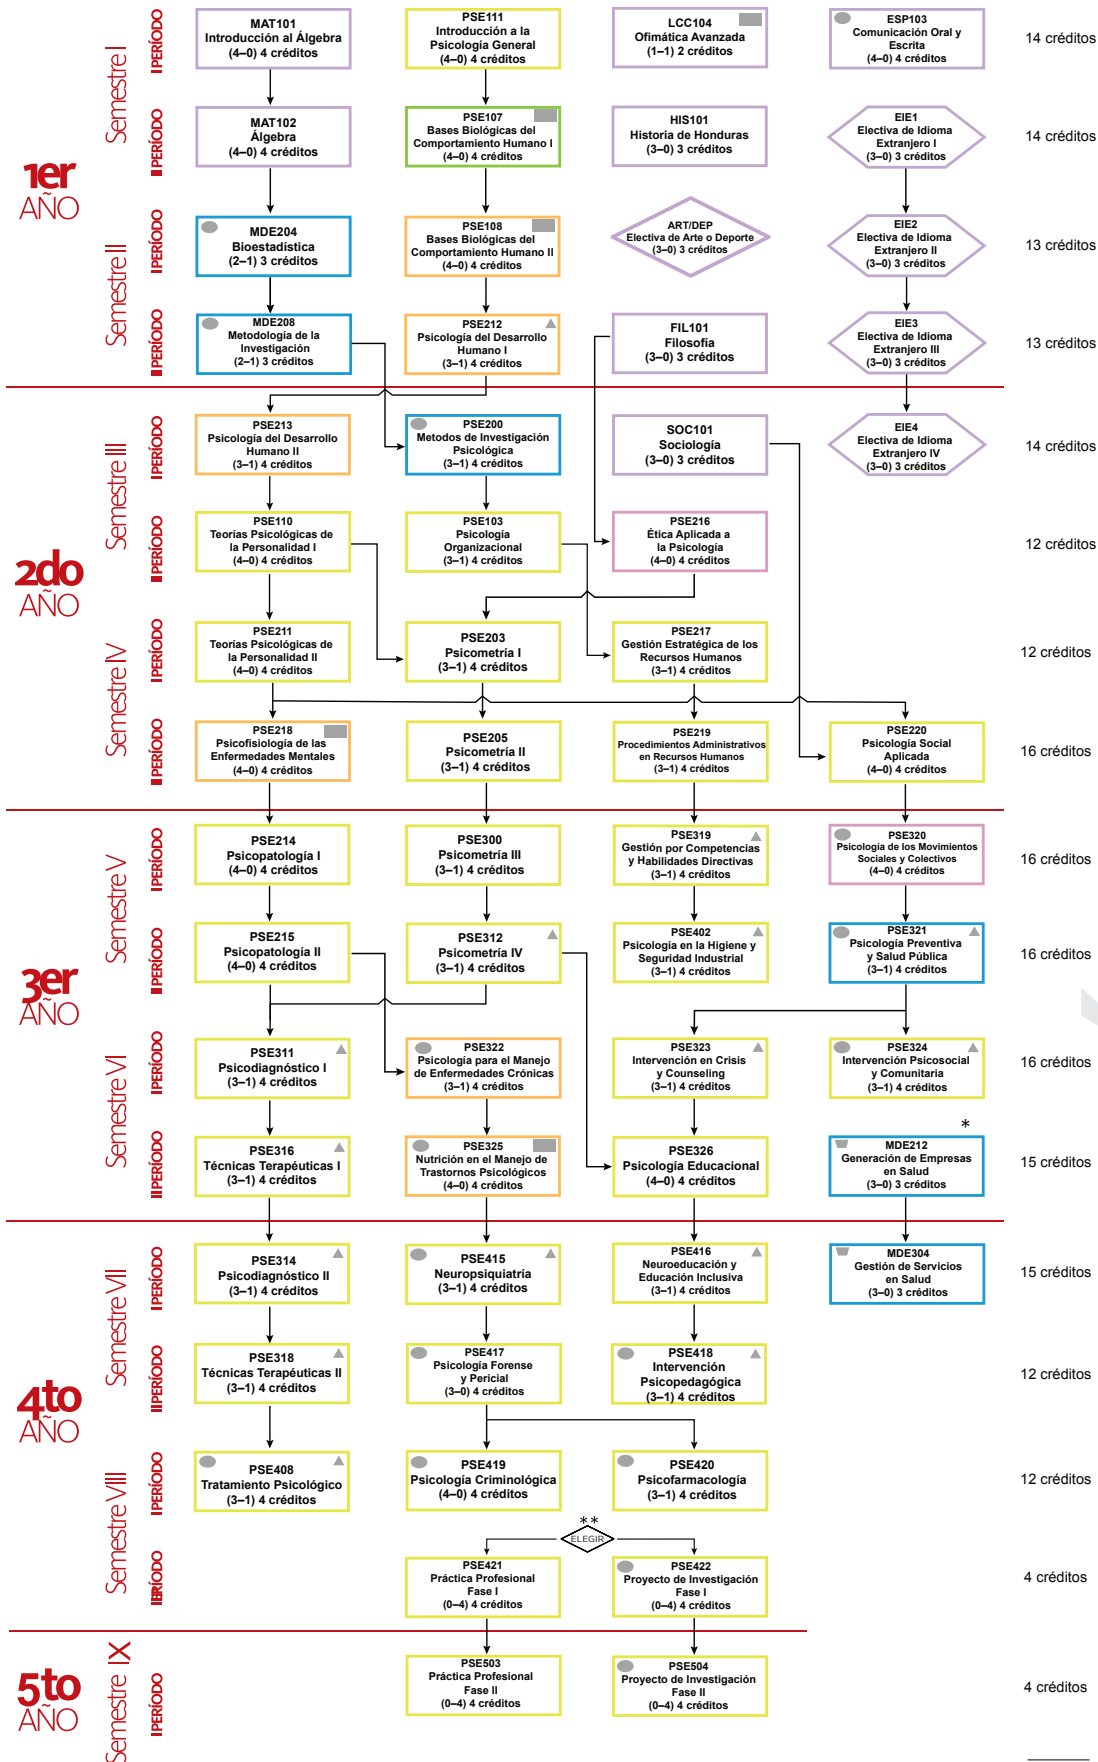 1er
AÑO
Semestre I
I PERÍODO
MAT101
Introducción al Álgebra
(4–0) 4 créditos
PSE111
Introducción a la
Psicología General
(4–0) 4 créditos
LCC104
Ofimática Avanzada
(1–1) 2 créditos
ESP103
Comunicación Oral y
Escrita
(4–0) 4 créditos
14 créditos
II PERÍODO
MAT102
Álgebra
(4–0) 4 créditos
PSE107
Bases Biológicas del
Comportamiento Humano I
(4–0) 4 créditos
HIS101
Historia de Honduras
(3–0) 3 créditos
EIE1
Electiva de Idioma
Extranjero I
(3–0) 3 créditos
14 créditos
Semestre II
I PERÍODO
MDE204
Bioestadística
(2–1) 3 créditos
PSE108
Bases Biológicas del
Comportamiento Humano II
(4–0) 4 créditos
ART/DEP
Electiva de Arte o Deporte
(3–0) 3 créditos
EIE2
Electiva de Idioma
Extranjero II
(3–0) 3 créditos
13 créditos
II PERÍODO
MDE208
Metodología de la
Investigación
(2–1) 3 créditos
PSE212
Psicología del Desarrollo
Humano I
(3–1) 4 créditos
FIL101
Filosofía
(3–0) 3 créditos
EIE3
Electiva de Idioma
Extranjero III
(3–0) 3 créditos
13 créditos
2do
AÑO
Semestre III
I PERÍODO
PSE213
Psicología del Desarrollo
Humano II
(3–1) 4 créditos
PSE200
Metodos de Investigación
Psicológica
(3–1) 4 créditos
SOC101
Sociología
(3–0) 3 créditos
EIE4
Electiva de Idioma
Extranjero IV
(3–0) 3 créditos
14 créditos
II PERÍODO
PSE110
Teorías Psicológicas de
la Personalidad I
(4–0) 4 créditos
PSE103
Psicología
Organizacional
(3–1) 4 créditos
PSE216
Ética Aplicada a
la Psicología
(4–0) 4 créditos
12 créditos
Semestre IV
I PERÍODO
PSE211
Teorías Psicológicas de
la Personalidad II
(4–0) 4 créditos
PSE203
Psicometría I
(3–1) 4 créditos
PSE217
Gestión Estratégica de los
Recursos Humanos
(3–1) 4 créditos
12 créditos
II PERÍODO
PSE218
Psicofisiología de las
Enfermedades Mentales
(4–0) 4 créditos
PSE205
Psicometría II
(3–1) 4 créditos
PSE219
Procedimientos Administrativos
en Recursos Humanos
(3–1) 4 créditos
PSE220
Psicología Social
Aplicada
(4–0) 4 créditos
16 créditos
3er
AÑO
Semestre V
I PERÍODO
PSE214
Psicopatología I
(4–0) 4 créditos
PSE300
Psicometría III
(3–1) 4 créditos
PSE319
Gestión por Competencias
y Habilidades Directivas
(3–1) 4 créditos
PSE320
Psicología de los Movimientos
Sociales y Colectivos
(4–0) 4 créditos
16 créditos
II PERÍODO
PSE215
Psicopatología II
(4–0) 4 créditos
PSE312
Psicometría IV
(3–1) 4 créditos
PSE402
Psicología en la Higiene y
Seguridad Industrial
(3–1) 4 créditos
PSE321
Psicología Preventiva
y Salud Pública
(3–1) 4 créditos
16 créditos
Semestre VI
I PERÍODO
PSE311
Psicodiagnóstico I
(3–1) 4 créditos
PSE322
Psicología para el Manejo
de Enfermedades Crónicas
(3–1) 4 créditos
PSE323
Intervención en Crisis
y Counseling
(3–1) 4 créditos
PSE324
Intervención Psicosocial
y Comunitaria
(3–1) 4 créditos
16 créditos
*
II PERÍODO
PSE316
Técnicas Terapéuticas I
(3–1) 4 créditos
PSE325
Nutrición en el Manejo de
Trastornos Psicológicos
(4–0) 4 créditos
PSE326
Psicología Educacional
(4–0) 4 créditos
MDE212
Generación de Empresas
en Salud
(3–0) 3 créditos
15 créditos
4to
AÑO
Semestre VII
I PERÍODO
PSE314
Psicodiagnóstico II
(3–1) 4 créditos
PSE415
Neuropsiquiatría
(3–1) 4 créditos
PSE416
Neuroeducación y
Educación Inclusiva
(3–1) 4 créditos
MDE304
Gestión de Servicios
en Salud
(3–0) 3 créditos
15 créditos
II PERÍODO
PSE318
Técnicas Terapéuticas II
(3–1) 4 créditos
PSE417
Psicología Forense
y Pericial
(3–0) 4 créditos
PSE418
Intervención
Psicopedagógica
(3–1) 4 créditos
12 créditos
Semestre VIII
I PERÍODO
PSE408
Tratamiento Psicológico
(3–1) 4 créditos
PSE419
Psicología Criminológica
(4–0) 4 créditos
PSE420
Psicofarmacología
(3–1) 4 créditos
12 créditos
**
ELEGIR
PSE421
Práctica Profesional
Fase I
(0–4) 4 créditos
PSE422
Proyecto de Investigación
Fase I
(0–4) 4 créditos
4 créditos
5to
AÑO
Semestre IX
I PERÍODO
PSE503
Práctica Profesional
Fase II
(0–4) 4 créditos
PSE504
Proyecto de Investigación
Fase II
(0–4) 4 créditos
4 créditos